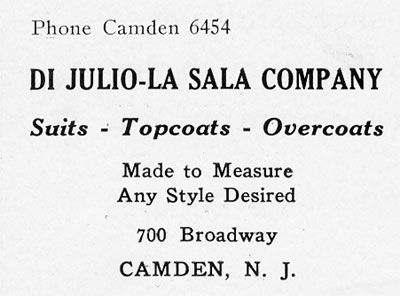 Phone Camden 6454
DI JULIO-LA SALA COMPANY
Suits - Topcoats - Overcoats
Made to Measure
Any Style Desired
700 Broadway
CAMDEN, N. J.